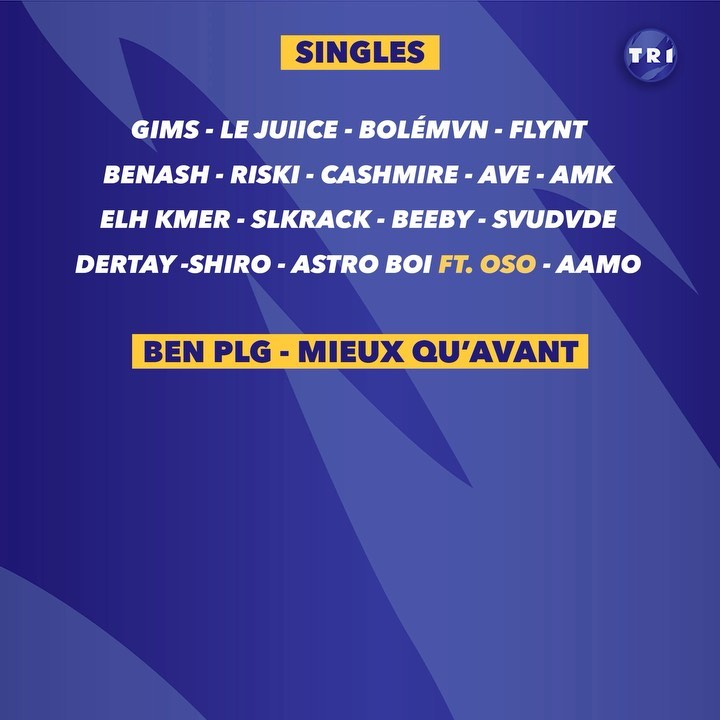 SINGLES
TR1
GIMS - LE JUIICE - BOLÉMVN - FLYNT
BENASH - RISKI - CASHMIRE - AVE - AMK
ELH KMER - SLKRACK - BEEBY - SVUDVDE
DERTAY -SHIRO - ASTRO BOI FT. OSO - AAMO
BEN PLG - MIEUX QU'AVANT